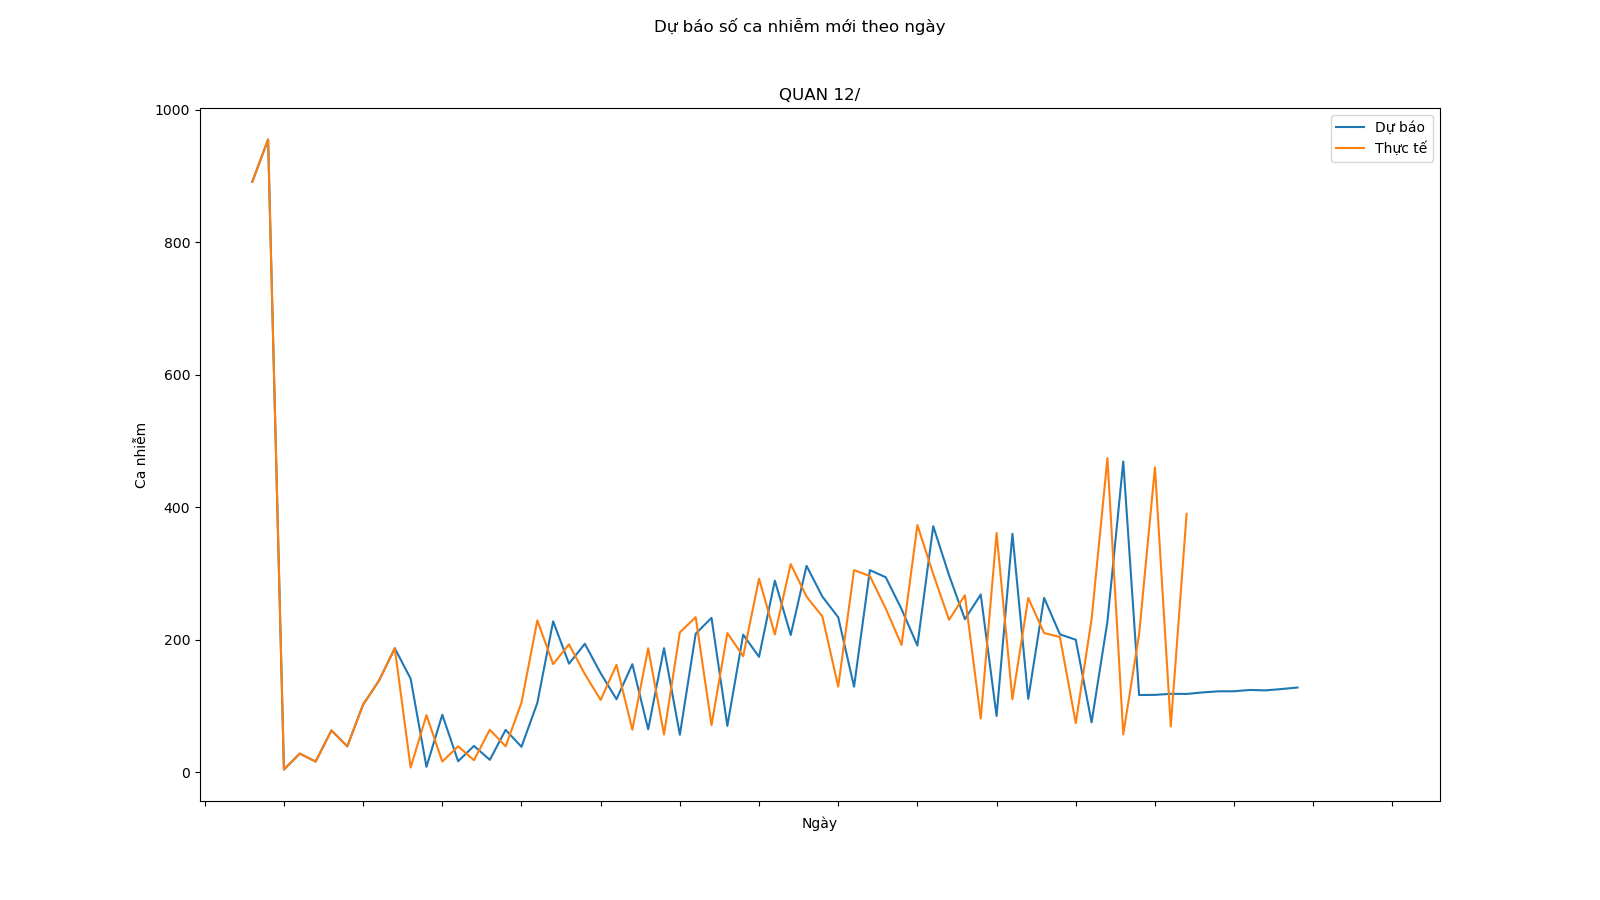 Dự báo số ca nhiễm mới theo ngày
QUAN 12/
1000
800
600
400
200
0
Ca nhiễm
Dự báo
Thực tế
Ngày